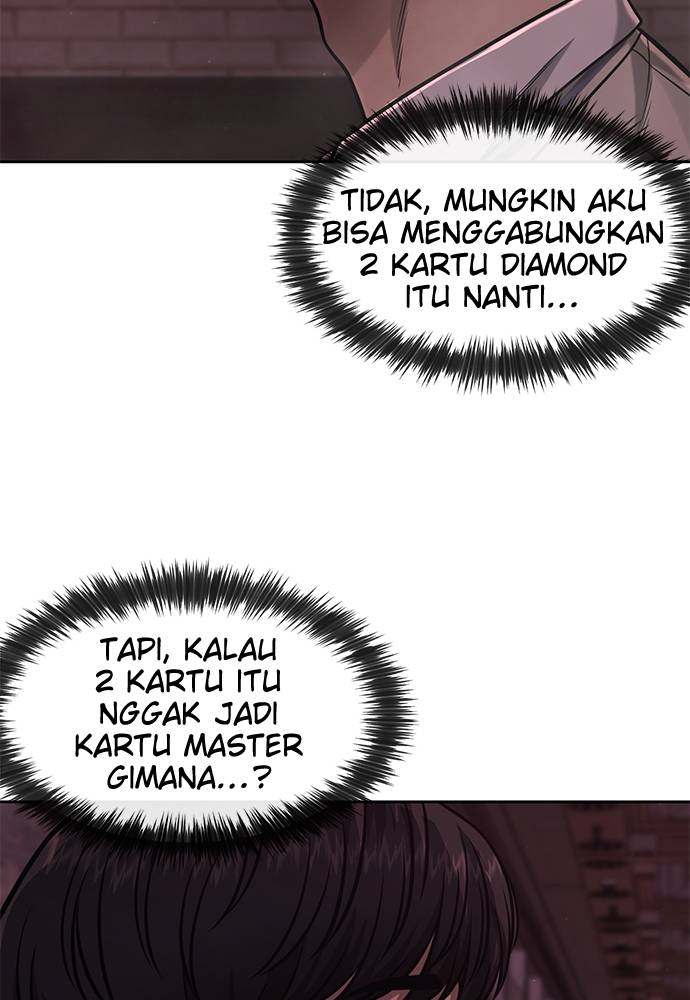 TIDAK, MUNGKIN AKU
BISA MENGGABUNGKAN
2 KARTU DIAMOND
ITU NANTI...
TAPI, KALAU
2 KARTU ITU
NGGAK JADI
KARTU MASTER
GIMANA...?